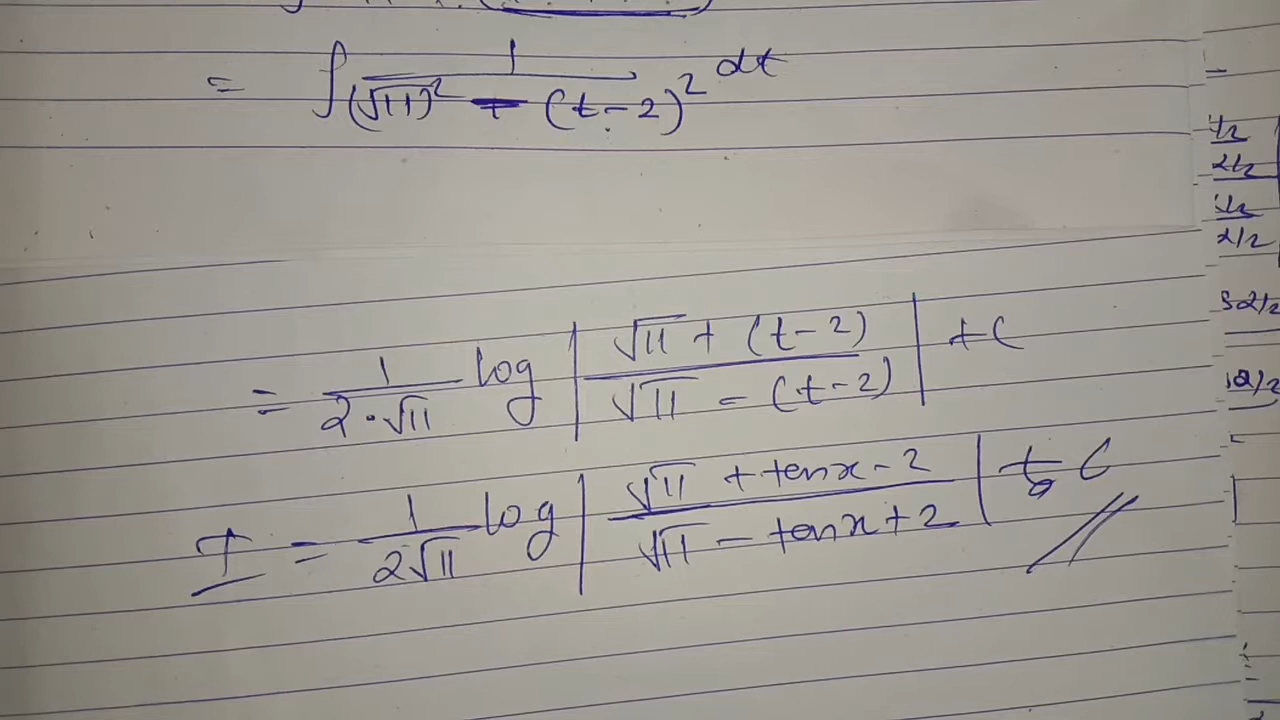 = ∫ 1/((√11)² - (t-2)²) dt
= 1/(2·√11) log | (√11 + (t-2))/(√11 - (t-2)) | + C
I = 1/(2√11) log | (√11 + tanx - 2)/(√11 - tanx + 2) | + C